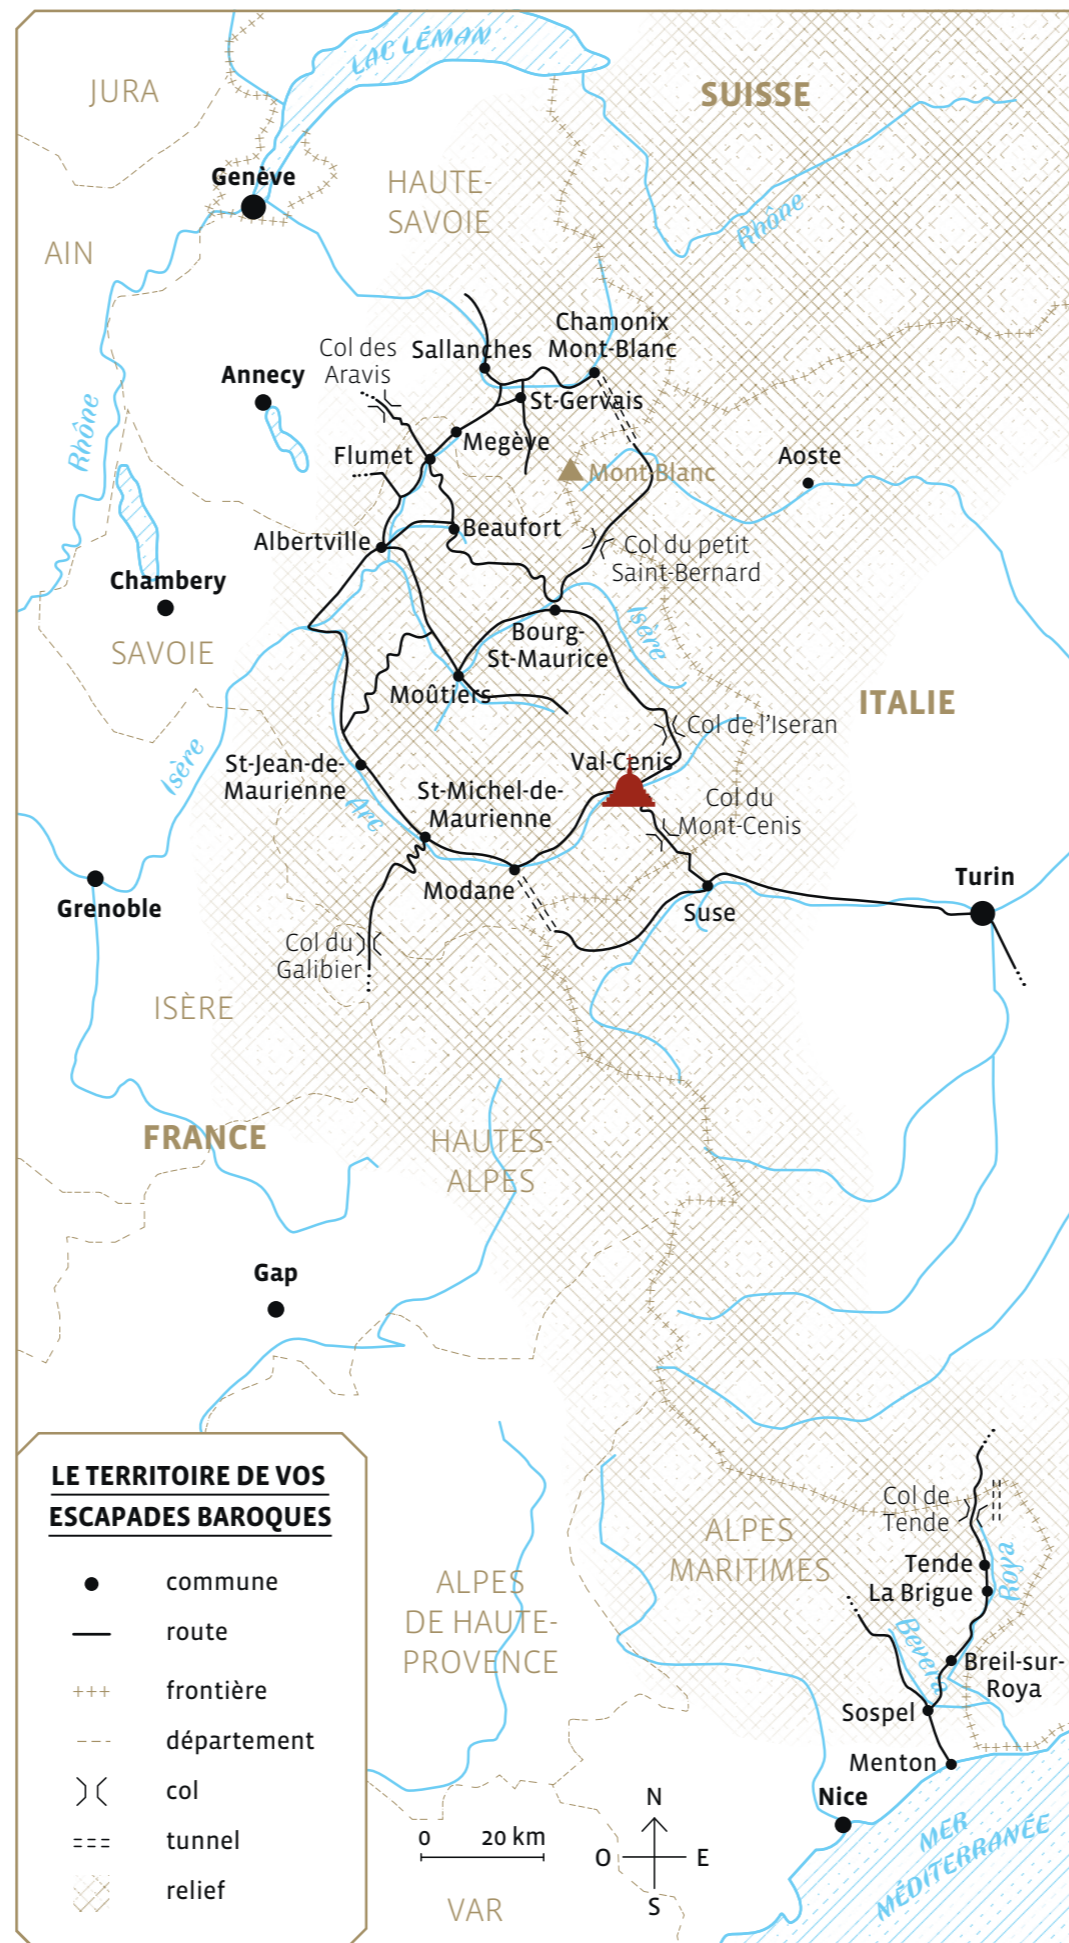 LAC LÉMAN
JURA
SUISSE
Genève
HAUTE-
SAVOIE
Rhône
AIN
Chamonix
Mont-Blanc
Col des
Aravis
Sallanches
Annecy
St-Gervais
Rhône
Megève
Flumet
Mont-Blanc
Aoste
Beaufort
Albertville
Col du petit
Saint-Bernard
Chambery
Isère
Bourg-
St-Maurice
SAVOIE
Moûtiers
ITALIE
Col de l'Iseran
Isère
Val-Cenis
St-Jean-de-
Maurienne
Arc
St-Michel-de-
Maurienne
Col du
Mont-Cenis
Modane
Turin
Grenoble
Suse
Col du
Galibier
ISÈRE
FRANCE
HAUTES-
ALPES
Gap
LE TERRITOIRE DE VOS
ESCAPADES BAROQUES
commune
route
frontière
département
col
tunnel
relief
Col de
Tende
ALPES
MARITIMES
Tende
La Brigue
Roya
ALPES
DE HAUTE-
PROVENCE
Bevera
Breil-sur-
Roya
Sospel
Menton
Nice
MER
MÉDITERRANÉE
0 20 km
N
O E
S
VAR